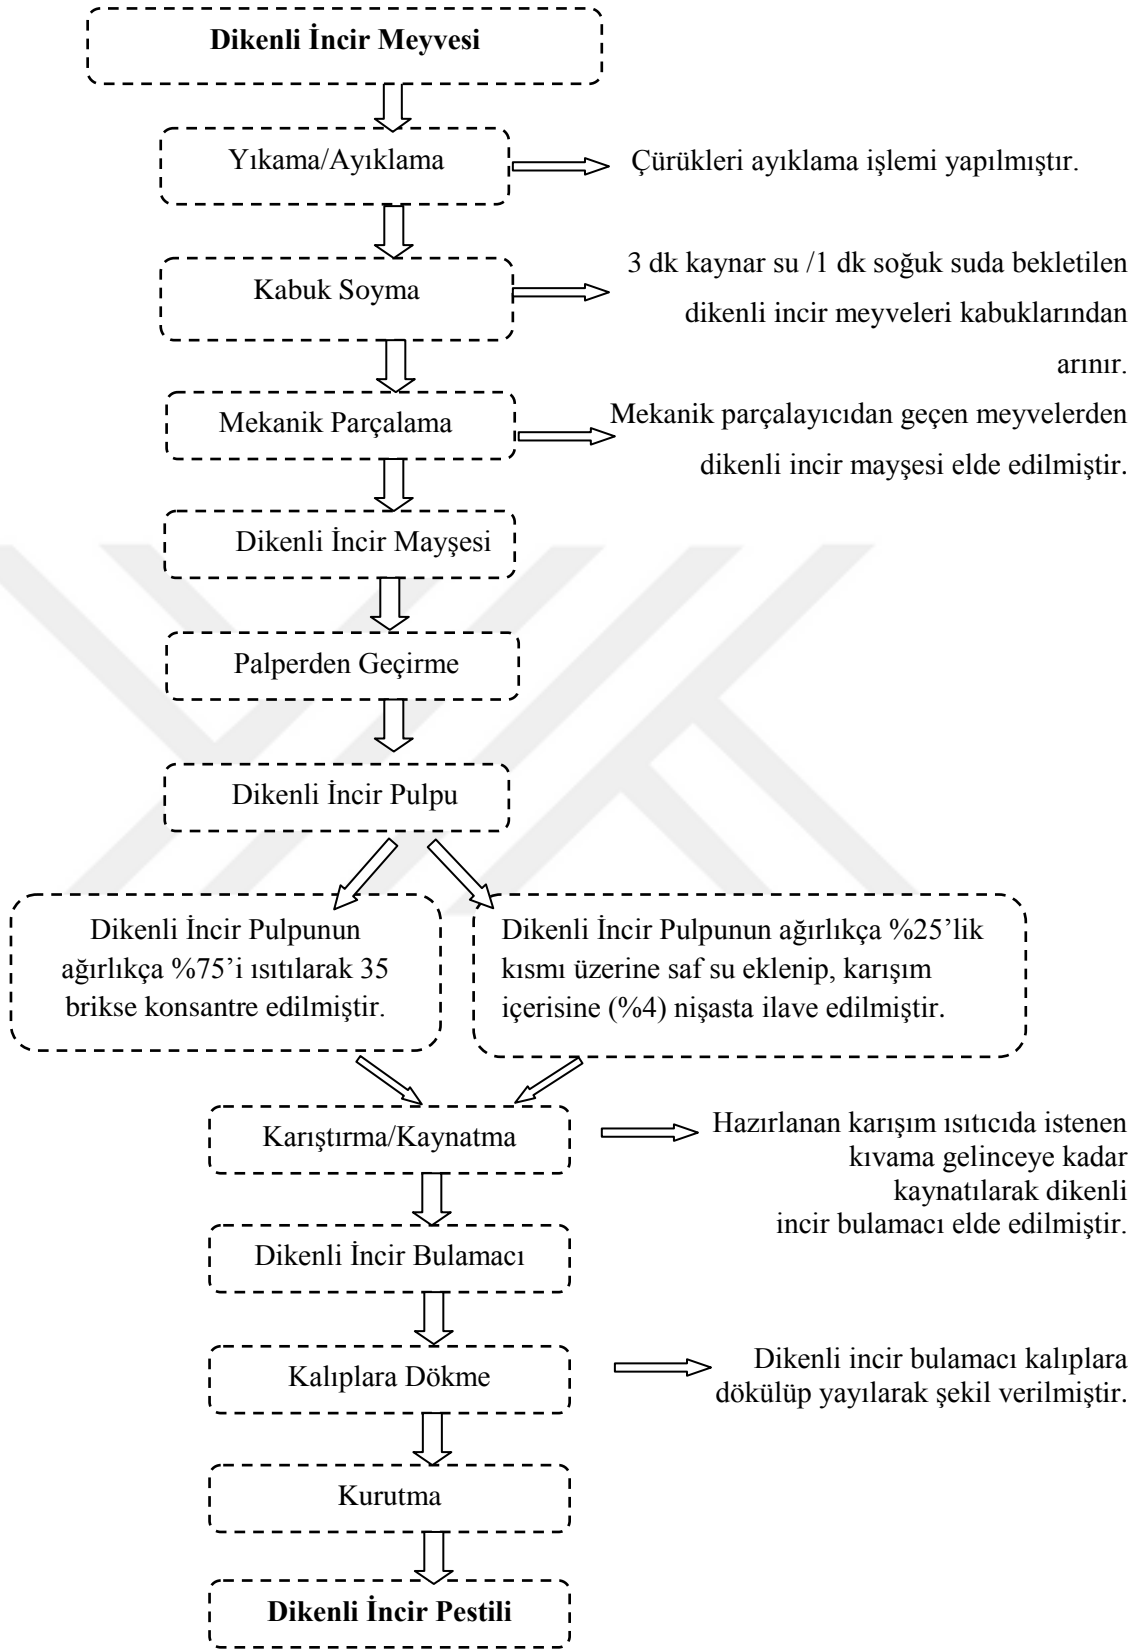 Dikenli İncir Meyvesi
Yıkama/Ayıklama
Çürükleri ayıklama işlemi yapılmıştır.
Kabuk Soyma
3 dk kaynar su /1 dk soğuk suda bekletilen
dikenli incir meyveleri kabuklarından
arınır.
Mekanik Parçalama
Mekanik parçalayıcıdan geçen meyvelerden
dikenli incir mayşesi elde edilmiştir.
Dikenli İncir Mayşesi
Palperden Geçirme
Dikenli İncir Pulpu
Dikenli İncir Pulpunun
ağırlıkça %75’i ısıtılarak 35
brikse konsantre edilmiştir.
Dikenli İncir Pulpunun ağırlıkça %25’lik
kısmı üzerine saf su eklenip, karışım
içerisine (%4) nişasta ilave edilmiştir.
Karıştırma/Kaynatma
Hazırlanan karışım ısıtıcıda istenen
kıvama gelinceye kadar
kaynatılarak dikenli
incir bulamacı elde edilmiştir.
Dikenli İncir Bulamacı
Kalıplara Dökme
Dikenli incir bulamacı kalıplara
dökülüp yayılarak şekil verilmiştir.
Kurutma
Dikenli İncir Pestili